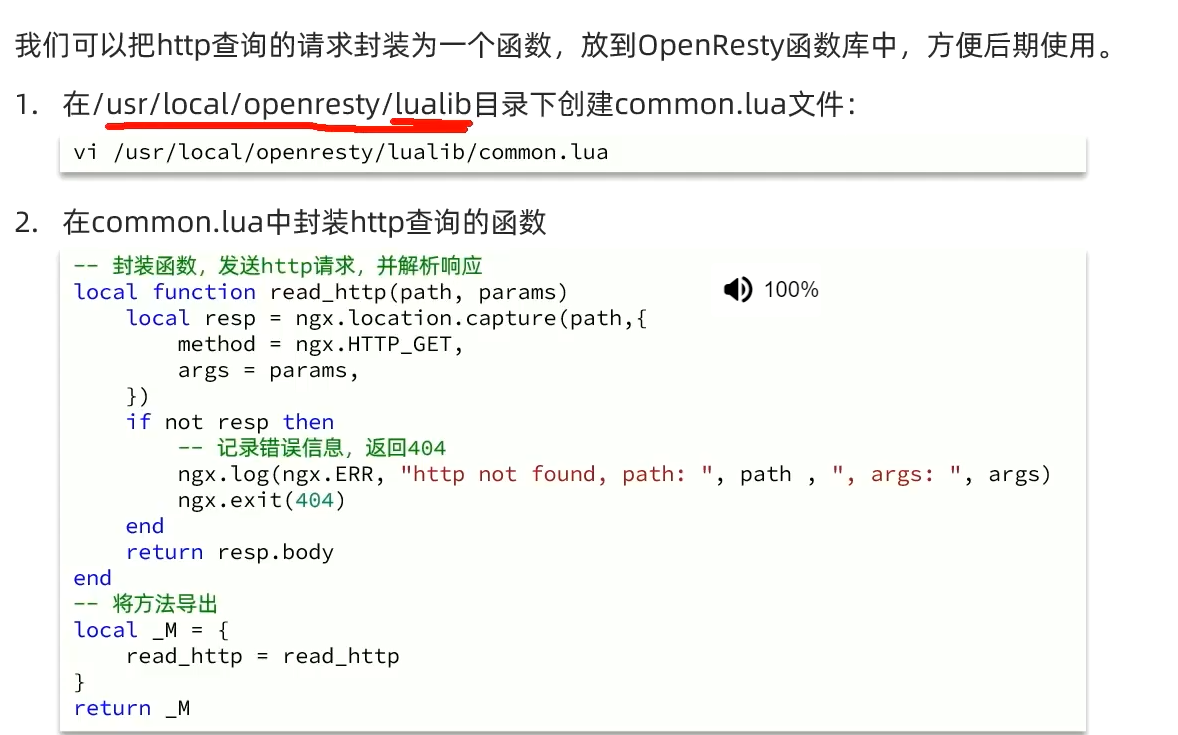 我们可以把http查询的请求封装为一个函数，放到OpenResty函数库中，方便后期使用。
1. 在/usr/local/openresty/lualib目录下创建common.lua文件：
vi /usr/local/openresty/lualib/common.lua
2. 在common.lua中封装http查询的函数
-- 封装函数，发送http请求，并解析响应
local function read_http(path, params)
    local resp = ngx.location.capture(path,{
        method = ngx.HTTP_GET,
        args = params,
    })
    if not resp then
        -- 记录错误信息，返回404
        ngx.log(ngx.ERR, "http not found, path: ", path , ", args: ", args)
        ngx.exit(404)
    end
    return resp.body
end
-- 将方法导出
local _M = {
    read_http = read_http
}
return _M
100%